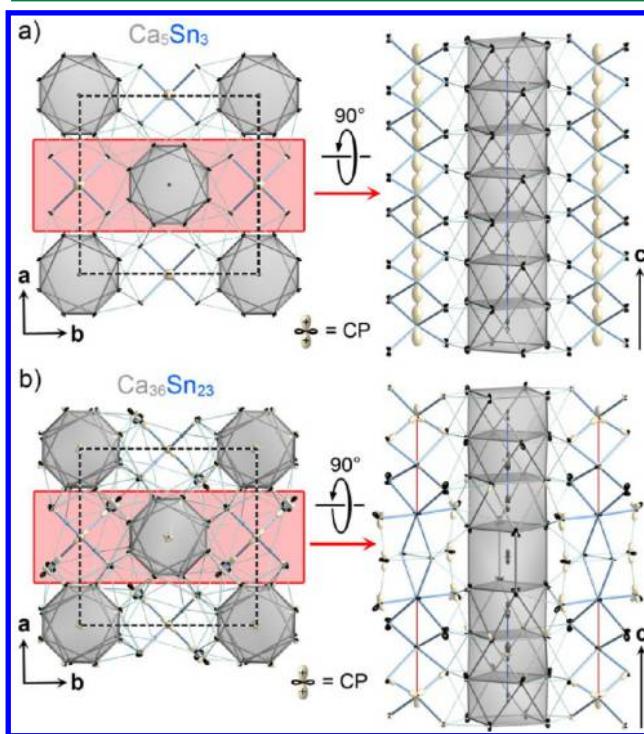 a) Ca₅Sn₃
90°
a
b
= CP
c
b) Ca₃₆Sn₂₃
90°
a
b
= CP
c